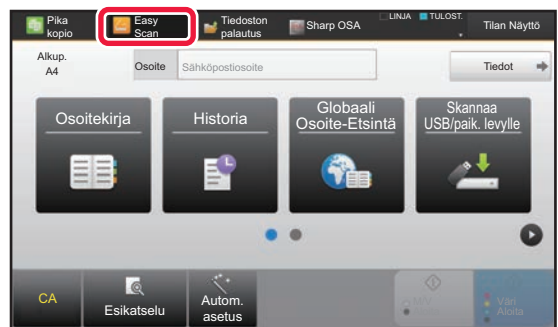 Pika
kopio
Easy
Scan
Tiedoston
palautus
Sharp OSA
LINJA
TULOST.
Tilan Näyttö
Alkup.
A4
Osoite
Sähköpostiosoite
Tiedot
Osoitekirja
Historia
Globaali
Osoite-Etsintä
Skannaa
USB/paik. levylle
CA
Esikatselu
Autom.
asetus
M/V
Aloita
Väri
Aloita